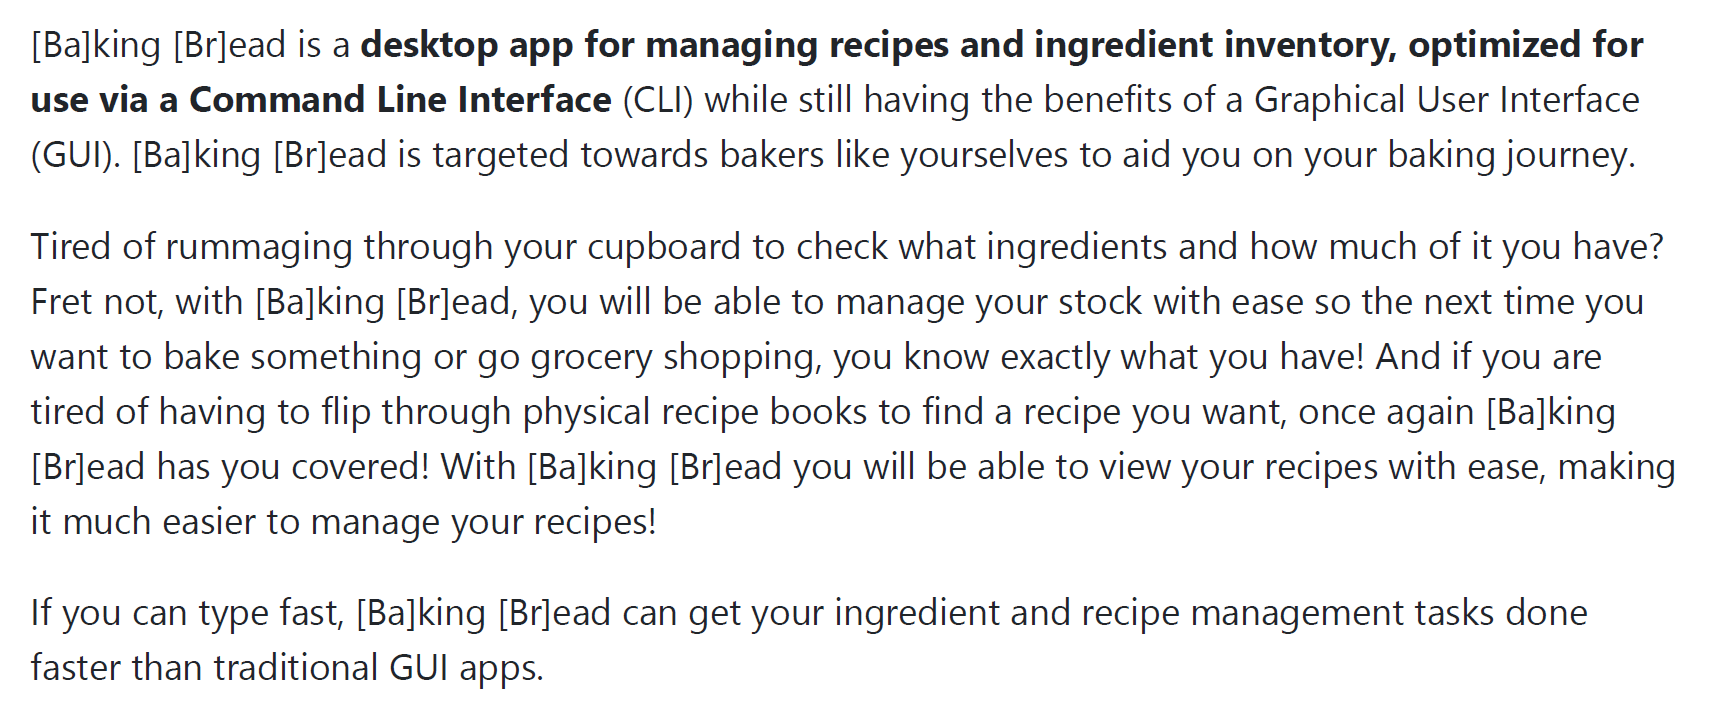 [Ba]king [Br]ead is a desktop app for managing recipes and ingredient inventory, optimized for
use via a Command Line Interface (CLI) while still having the benefits of a Graphical User Interface
(GUI). [Ba]king [Br]ead is targeted towards bakers like yourselves to aid you on your baking journey.
Tired of rummaging through your cupboard to check what ingredients and how much of it you have?
Fret not, with [Ba]king [Br]ead, you will be able to manage your stock with ease so the next time you
want to bake something or go grocery shopping, you know exactly what you have! And if you are
tired of having to flip through physical recipe books to find a recipe you want, once again [Ba]king
[Br]ead has you covered! With [Ba]king [Br]ead you will be able to view your recipes with ease, making
it much easier to manage your recipes!
If you can type fast, [Ba]king [Br]ead can get your ingredient and recipe management tasks done
faster than traditional GUI apps.